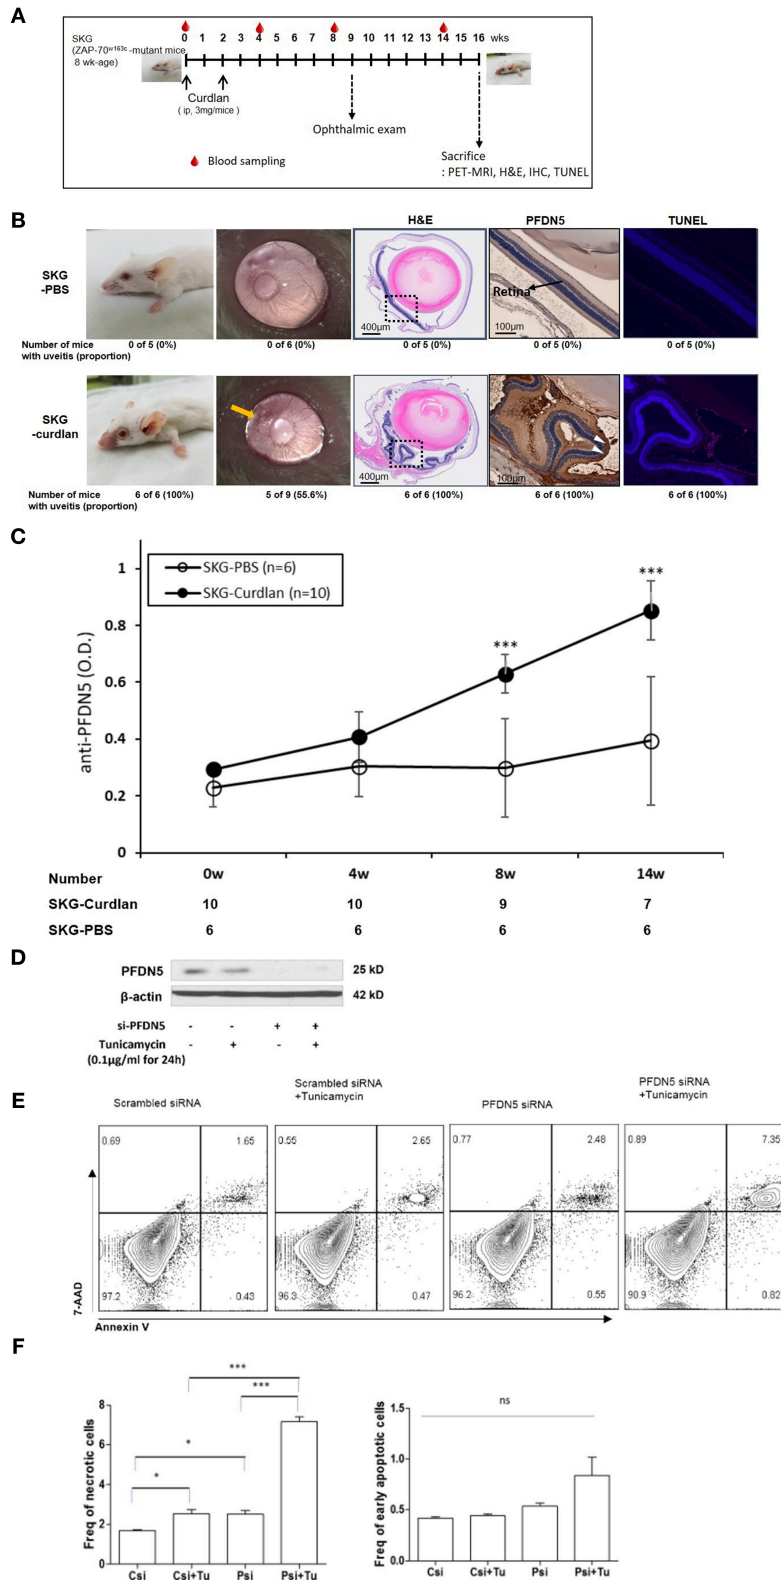 A
SKG
(ZAP-70w163c -mutant mice
8 wk-age)
0 1 2 3 4 5 6 7 8 9 10 11 12 13 14 15 16 wks
Curdlan
( ip, 3mg/mice )
Ophthalmic exam
Blood sampling
Sacrifice
: PET-MRI, H&E, IHC, TUNEL
B
H&E PFDN5 TUNEL
SKG
-PBS
Retina
400µm 100µm
Number of mice
with uveitis (proportion)
0 of 5 (0%) 0 of 6 (0%) 0 of 5 (0%) 0 of 5 (0%) 0 of 5 (0%)
SKG
-curdlan
400µm 100µm
Number of mice
with uveitis (proportion)
6 of 6 (100%) 5 of 9 (55.6%) 6 of 6 (100%) 6 of 6 (100%) 6 of 6 (100%)
C
SKG-PBS (n=6)
SKG-Curdlan (n=10)
anti-PFDN5 (O.D.)
1
0.8
0.6
0.4
0.2
0
*** ***
Number 0w 4w 8w 14w
SKG-Curdlan 10 10 9 7
SKG-PBS 6 6 6 6
D
PFDN5 25 kD
β-actin 42 kD
si-PFDN5 - - + +
Tunicamycin - + - +
(0.1µg/ml for 24h)
E
Scrambled siRNA
Scrambled siRNA
+Tunicamycin
PFDN5 siRNA
PFDN5 siRNA
+Tunicamycin
0.69 1.65 0.55 2.65 0.77 2.48 0.89 7.35
97.2 0.43 96.3 0.47 96.2 0.55 90.9 0.82
7-AAD
Annexin V
F
Freq of necrotic cells
8
6
4
2
0
***
***
*
*
Csi Csi+Tu Psi Psi+Tu
Freq of early apoptotic cells
1.5
1.0
0.5
0.0
ns
Csi Csi+Tu Psi Psi+Tu